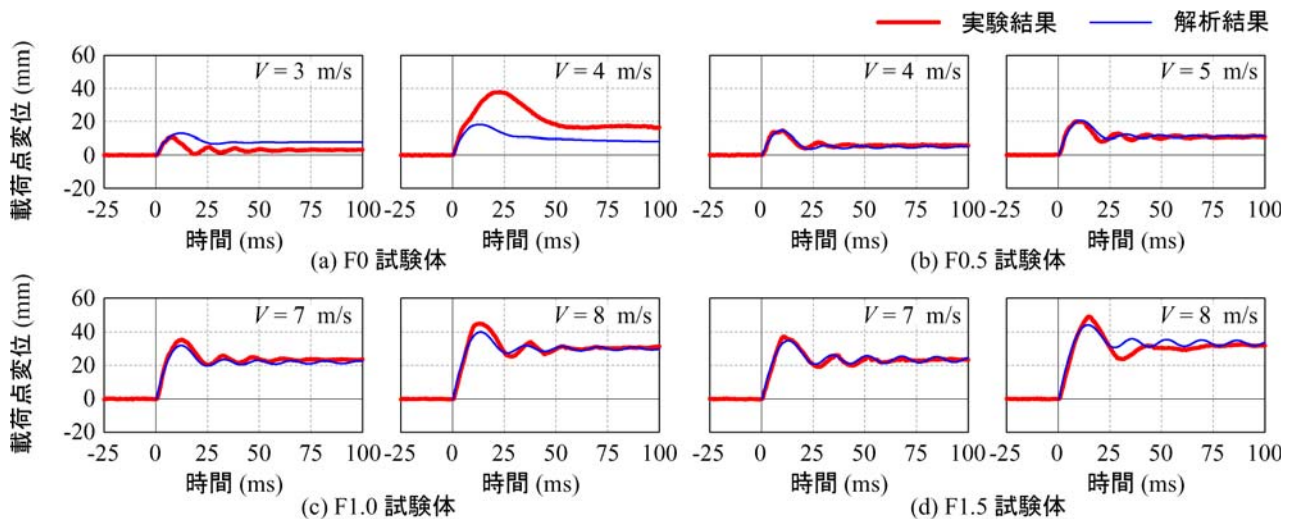 実験結果 解析結果
載荷点変位 (mm)
60
40
20
0
-20
V = 3 m/s
V = 4 m/s
V = 4 m/s
V = 5 m/s
-25 0 25 50 75 100
-25 0 25 50 75 100
-25 0 25 50 75 100
-25 0 25 50 75 100
時間 (ms) 時間 (ms) 時間 (ms) 時間 (ms)
(a) F0 試験体 (b) F0.5 試験体
載荷点変位 (mm)
60
40
20
0
-20
V = 7 m/s
V = 8 m/s
V = 7 m/s
V = 8 m/s
-25 0 25 50 75 100
-25 0 25 50 75 100
-25 0 25 50 75 100
-25 0 25 50 75 100
時間 (ms) 時間 (ms) 時間 (ms) 時間 (ms)
(c) F1.0 試験体 (d) F1.5 試験体